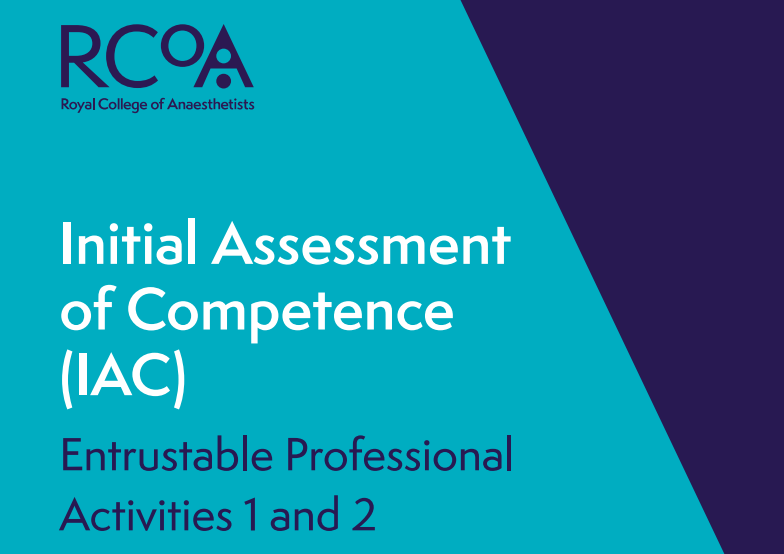 RCoA
Royal College of Anaesthetists
Initial Assessment
of Competence
(IAC)
Entrustable Professional
Activities 1 and 2